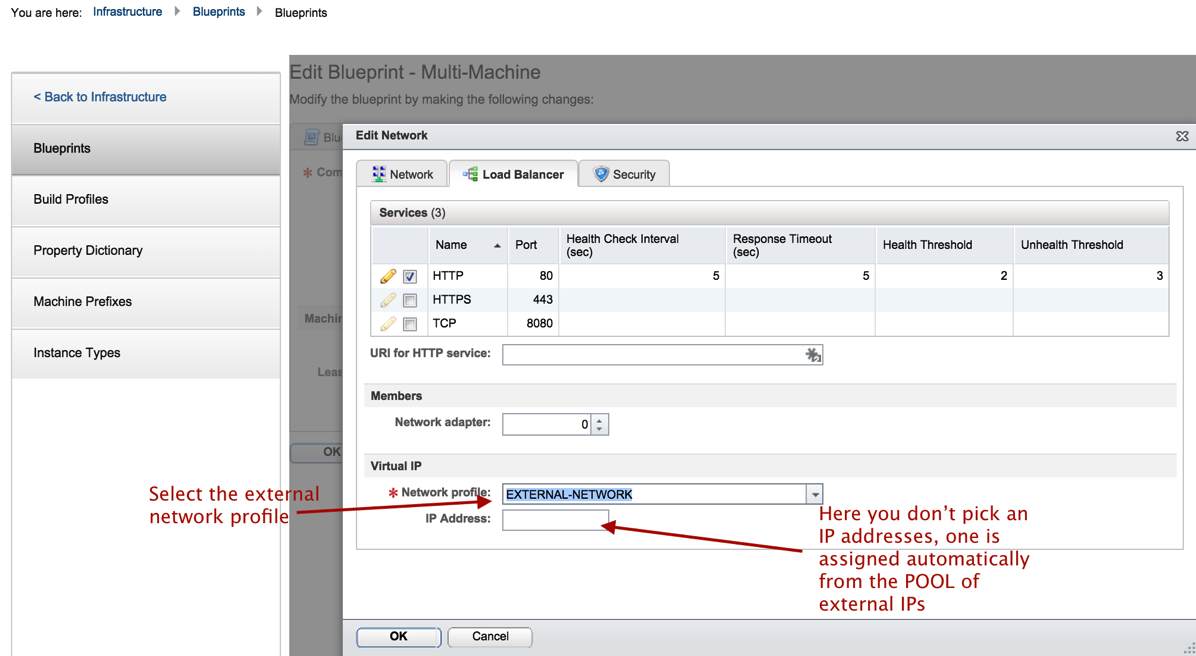 You are here: Infrastructure Blueprints Blueprints
Edit Blueprint - Multi-Machine
Modify the blueprint by making the following changes:
< Back to Infrastructure
Blueprints
Build Profiles
Property Dictionary
Machine Prefixes
Instance Types
Blu
* Com
Machin
Leas
OK
Edit Network
Network Load Balancer Security
Services (3)
Name Port Health Check Interval (sec) Response Timeout (sec) Health Threshold Unhealth Threshold
HTTP 80 5 5 2 3
HTTPS 443
TCP 8080
URI for HTTP service:
Members
Network adapter: 0
Virtual IP
* Network profile: EXTERNAL-NETWORK
IP Address:
Select the external
network profile
Here you don't pick an
IP addresses, one is
assigned automatically
from the POOL of
external IPs
OK Cancel